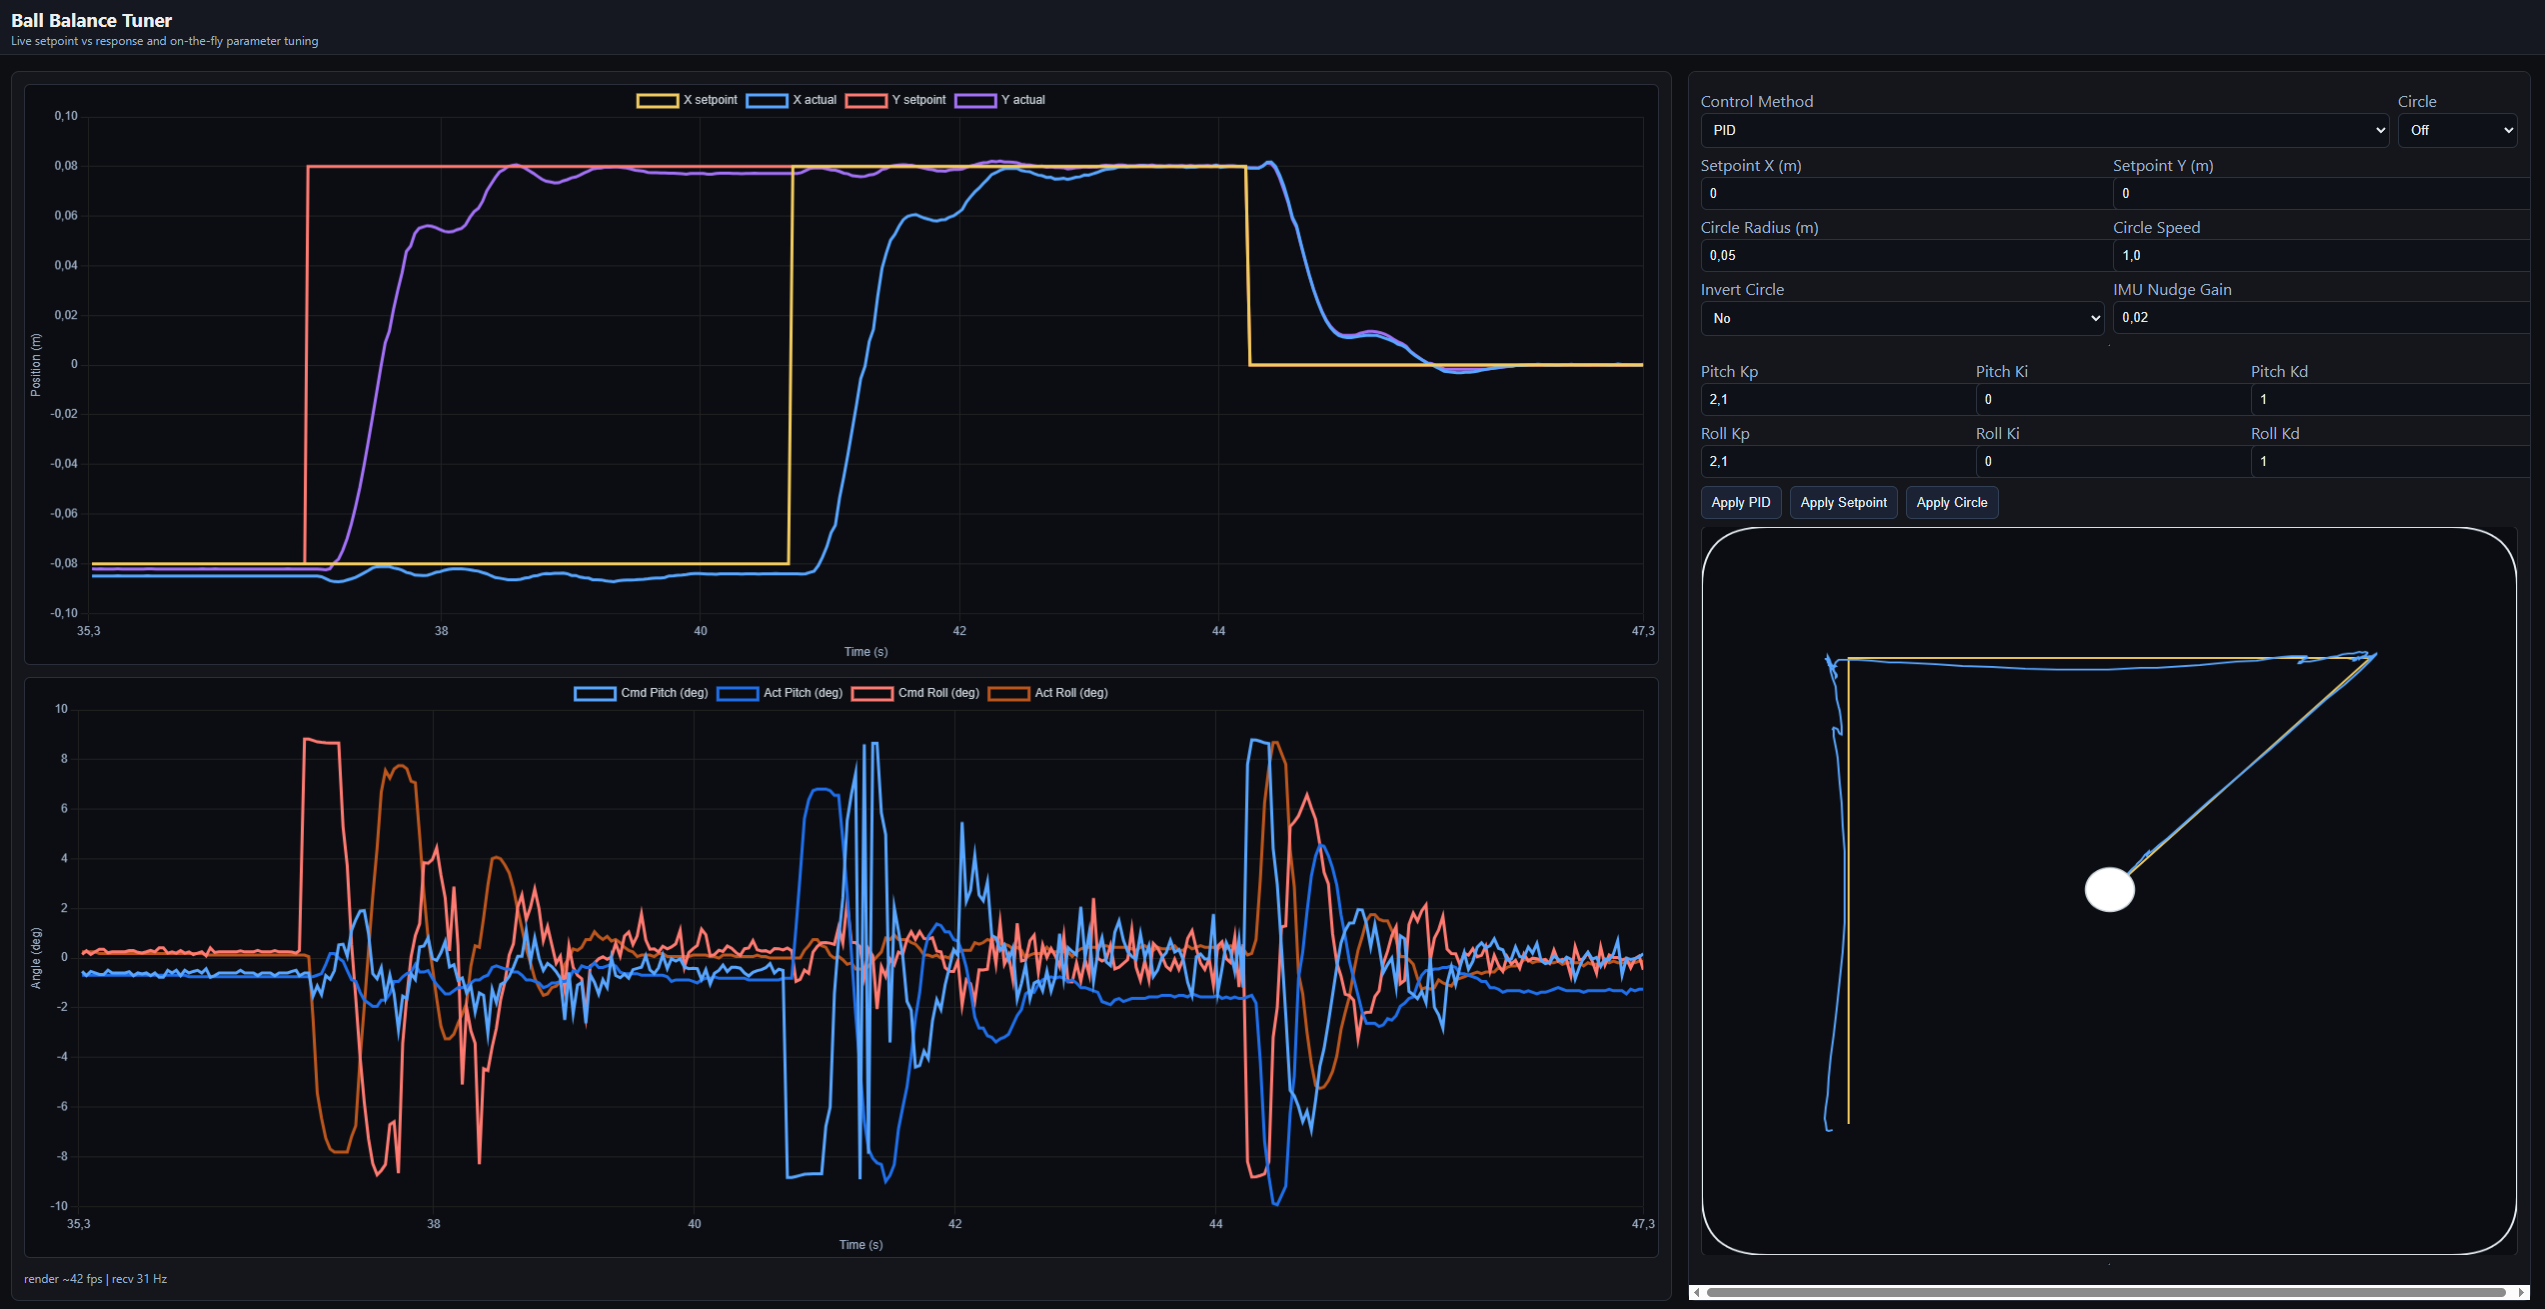 Ball Balance Tuner
Live setpoint vs response and on-the-fly parameter tuning
X setpoint X actual Y setpoint Y actual
0,10
0,08
0,06
0,04
0,02
0
-0,02
-0,04
-0,06
-0,08
-0,10
Position (m)
35,3 38 40 42 44 47,3
Time (s)
Cmd Pitch (deg) Act Pitch (deg) Cmd Roll (deg) Act Roll (deg)
10
8
6
4
2
0
-2
-4
-6
-8
-10
Angle (deg)
35,3 38 40 42 44 47,3
Time (s)
render ~42 fps | recv 31 Hz
Control Method Circle
PID Off
Setpoint X (m) Setpoint Y (m)
0 0
Circle Radius (m) Circle Speed
0,05 1,0
Invert Circle IMU Nudge Gain
No 0,02
Pitch Kp Pitch Ki Pitch Kd
2,1 0 1
Roll Kp Roll Ki Roll Kd
2,1 0 1
Apply PID Apply Setpoint Apply Circle